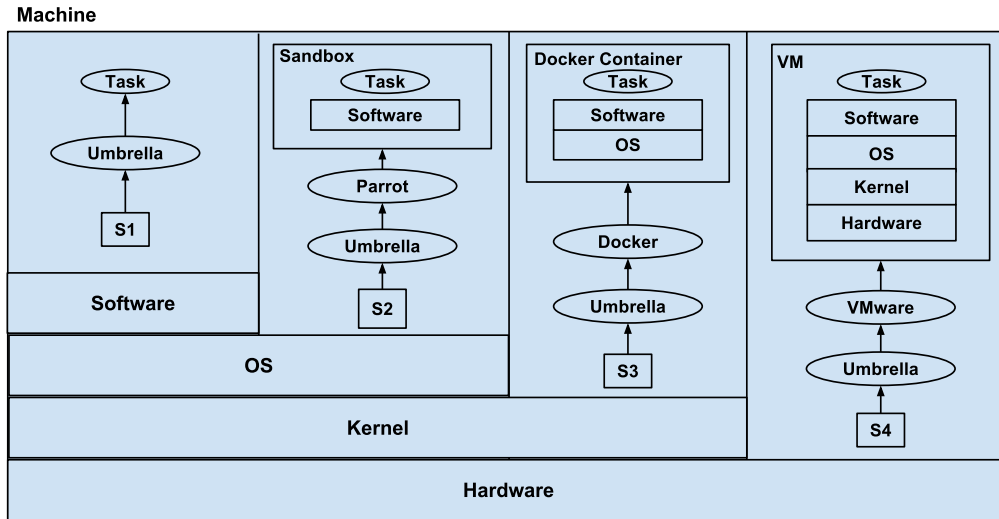 Machine
Task
Umbrella
S1
Software
Sandbox
Task
Software
Parrot
Umbrella
S2
OS
Docker Container
Task
Software
OS
Docker
Umbrella
S3
Kernel
VM
Task
Software
OS
Kernel
Hardware
VMware
Umbrella
S4
Hardware